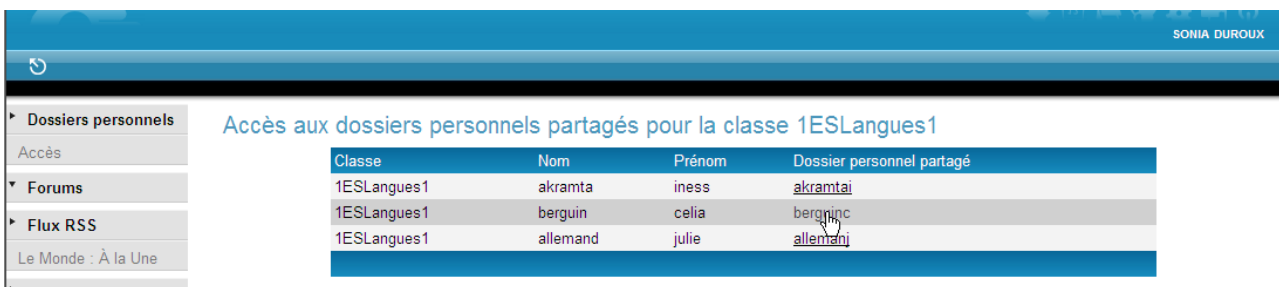 SONIA DUROUX
Dossiers personnels
Accès
Forums
Flux RSS
Le Monde : À la Une
Accès aux dossiers personnels partagés pour la classe 1ESLangues1
Classe Nom Prénom Dossier personnel partagé
1ESLangues1 akramta iness akramtai
1ESLangues1 berguin celia berguinc
1ESLangues1 allemand julie allemanj